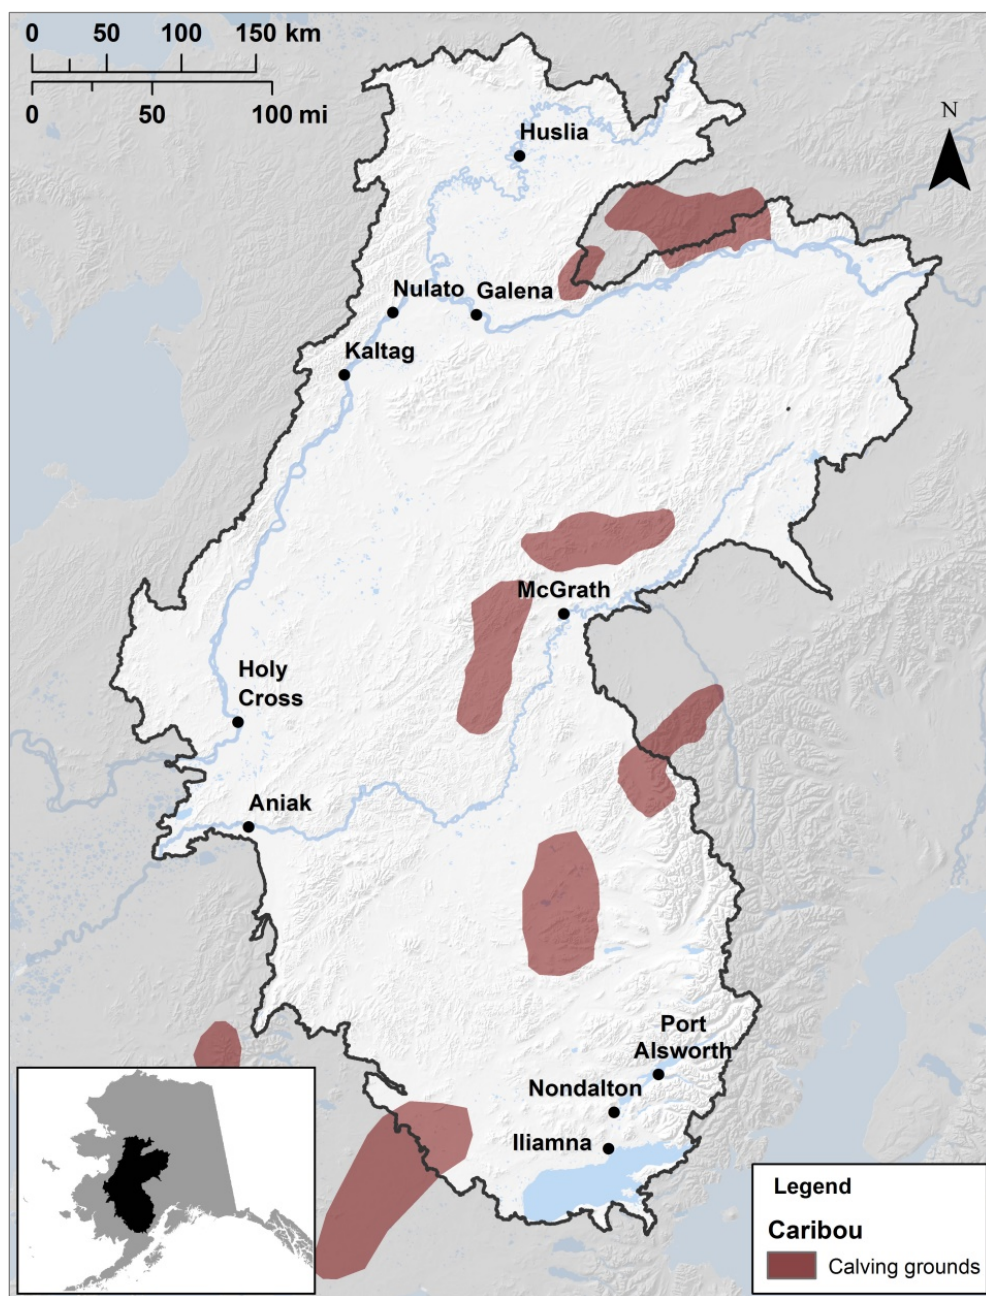 0 50 100 150 km
0 50 100 mi
N
Huslia
Nulato
Galena
Kaltag
McGrath
Holy
Cross
Aniak
Port
Alsworth
Nondalton
Iliamna
Legend
Caribou
Calving grounds